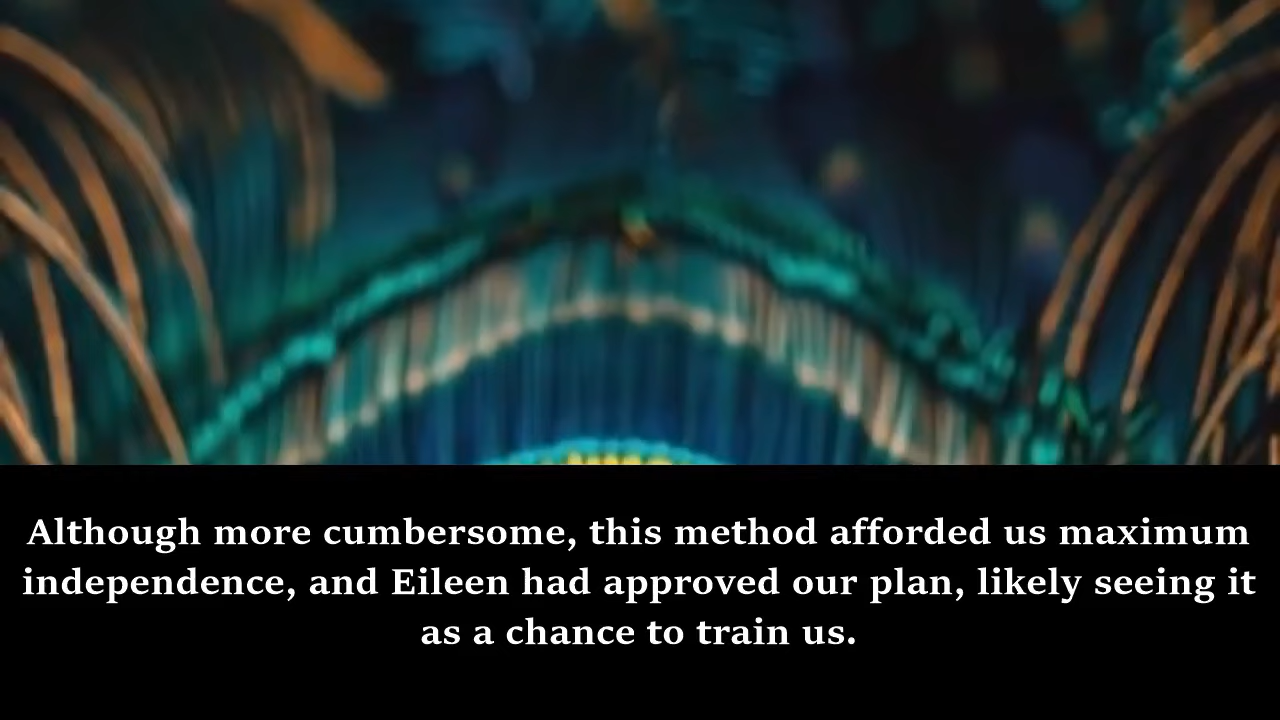 Although more cumbersome, this method afforded us maximum
independence, and Eileen had approved our plan, likely seeing it
as a chance to train us.